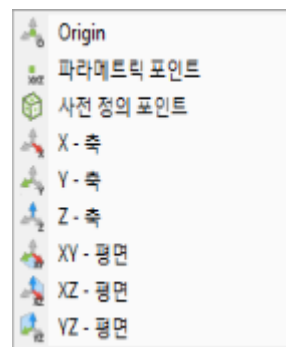 Origin
파라메트릭 포인트
사전 정의 포인트
X - 축
Y - 축
Z - 축
XY - 평면
XZ - 평면
YZ - 평면